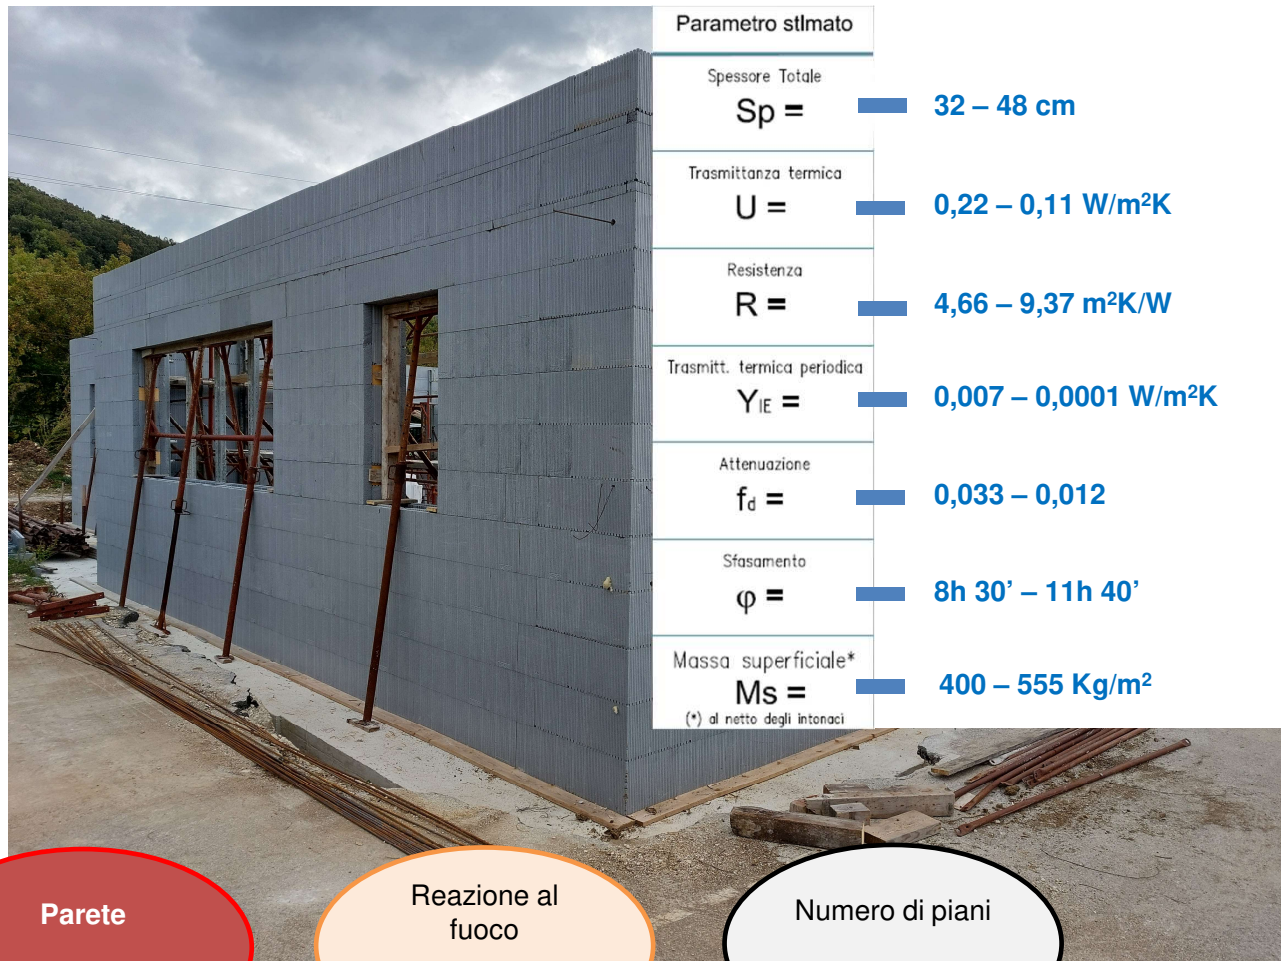 Parametro stImato
Spessore Totale
Sp =
32 – 48 cm
Trasmittanza termica
U =
0,22 – 0,11 W/m²K
Resistenza
R =
4,66 – 9,37 m²K/W
Trasmitt. termica periodica
YIE =
0,007 – 0,0001 W/m²K
Attenuazione
fd =
0,033 – 0,012
Sfasamento
φ =
8h 30’ – 11h 40’
Massa superficiale*
Ms =
400 – 555 Kg/m²
(*) al netto degli intonaci
Parete
Reazione al
fuoco
Numero di piani